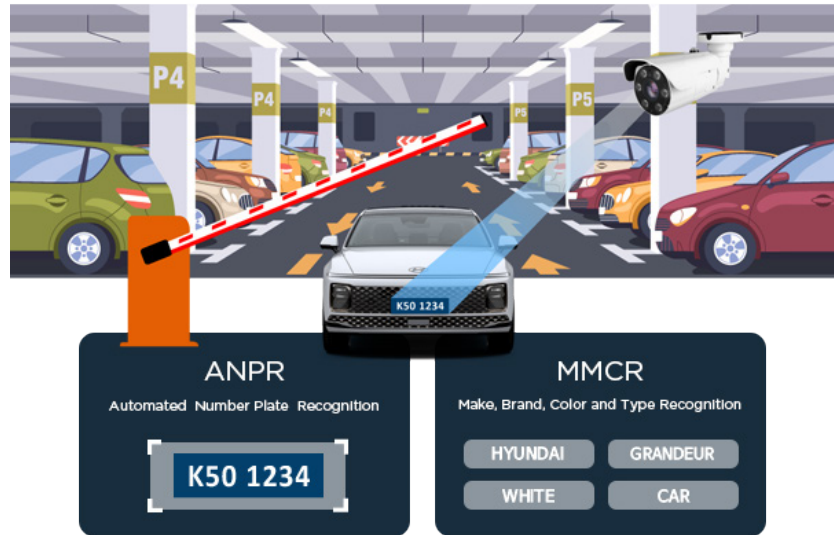 P4
P4
P4
P5
P5
K50 1234
ANPR
Automated Number Plate Recognition
K50 1234
MMCR
Make, Brand, Color and Type Recognition
HYUNDAI
GRANDEUR
WHITE
CAR